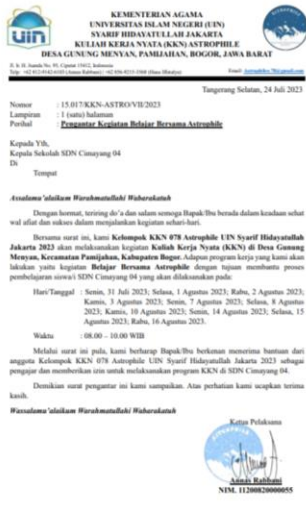 KEMENTERIAN AGAMA
UNIVERSITAS ISLAM NEGERI (UIN)
SYARIF HIDAYATULLAH JAKARTA
KULIAH KERJA NYATA (KKN) ASTROPHILE
DESA GUNUNG MENYAN, PAMIJAHAN, BOGOR, JAWA BARAT
uin
Jl. Ir. H. Juanda No. 95, Ciputat 15412, Indonesia
Email:
Tangerang Selatan, 24 Juli 2023
Nomor : 15.017/KKN-ASTRO/VII/2023
Lampiran : 1 (satu) halaman
Perihal : Pengantar Kegiatan Belajar Bersama Astrophile
Kepada Yth,
Kepala Sekolah SDN Cimayang 04
Di
Tempat
Assalamu'alaikum Warahmatullahi Wabarakatuh
Dengan hormat, teriring do'a dan salam semoga Bapak/Ibu berada dalam keadaan sehat
wal afiat dan sukses dalam menjalankan kegiatan sehari-hari.
Bersama surat ini, kami Kelompok KKN 078 Astrophile UIN Syarif Hidayatullah
Jakarta 2023 akan melaksanakan kegiatan Kuliah Kerja Nyata (KKN) di Desa Gunung
Menyan, Kecamatan Pamijahan, Kabupaten Bogor. Adapun program kerja yang kami akan
lakukan yaitu kegiatan Belajar Bersama Astrophile dengan tujuan membantu proses
pembelajaran siswa/i SDN Cimayang 04 yang akan dilaksanakan pada:
Hari/Tanggal : Senin, 31 Juli 2023; Selasa, 1 Agustus 2023; Rabu, 2 Agustus 2023;
Kamis, 3 Agustus 2023; Senin, 7 Agustus 2023; Selasa, 8 Agustus
2023; Kamis, 10 Agustus 2023; Senin, 14 Agustus 2023; Selasa, 15
Agustus 2023; Rabu, 16 Agustus 2023.
Waktu : 08.00 – 10.00 WIB
Melalui surat ini pula, kami berharap Bapak/Ibu berkenan menerima bantuan dari
anggota Kelompok KKN 078 Astrophile UIN Syarif Hidayatullah Jakarta 2023 sebagai
pengajar dan memberikan izin untuk melaksanakan program KKN di SDN Cimayang 04.
Demikian surat pengantar ini kami sampaikan. Atas perhatian kami ucapkan terima
kasih.
Wassalamu'alaikum Warahmatullahi Wabarakatuh
Ketua Pelaksana
Annas Rabbani
NIM. 11200820000055